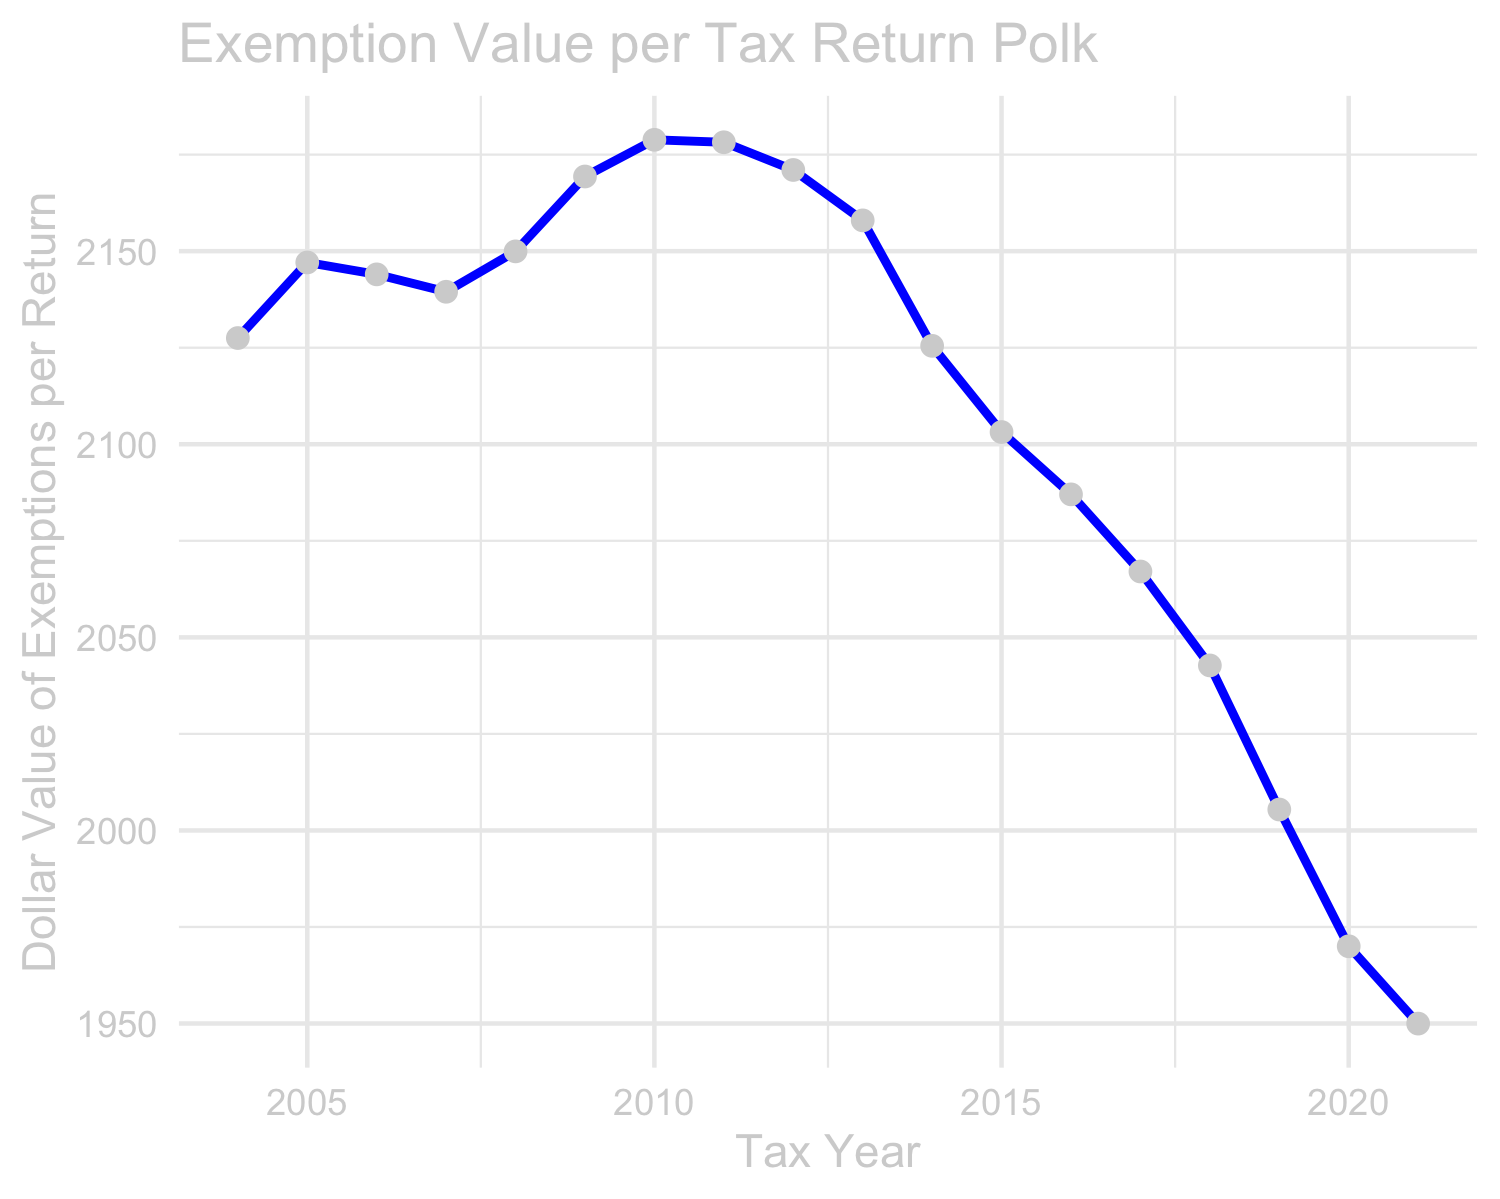 Exemption Value per Tax Return Polk
Dollar Value of Exemptions per Return
2150
2100
2050
2000
1950
2005 2010 2015 2020
Tax Year